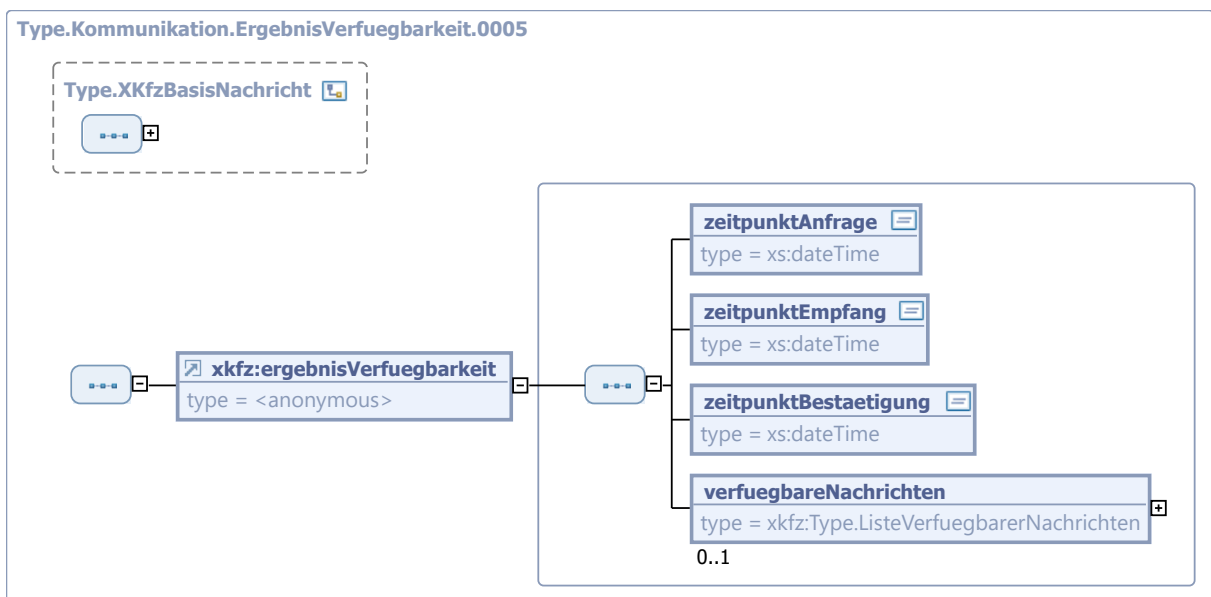 Type.Kommunikation.ErgebnisVerfuegbarkeit.0005
Type.XKfzBasisNachricht
zeitpunktAnfrage
type = xs:dateTime
zeitpunktEmpfang
type = xs:dateTime
xkfz:ergebnisVerfuegbarkeit
type = <anonymous>
zeitpunktBestaetigung
type = xs:dateTime
verfuegbareNachrichten
type = xkfz:Type.ListeVerfuegbarerNachrichten
0..1